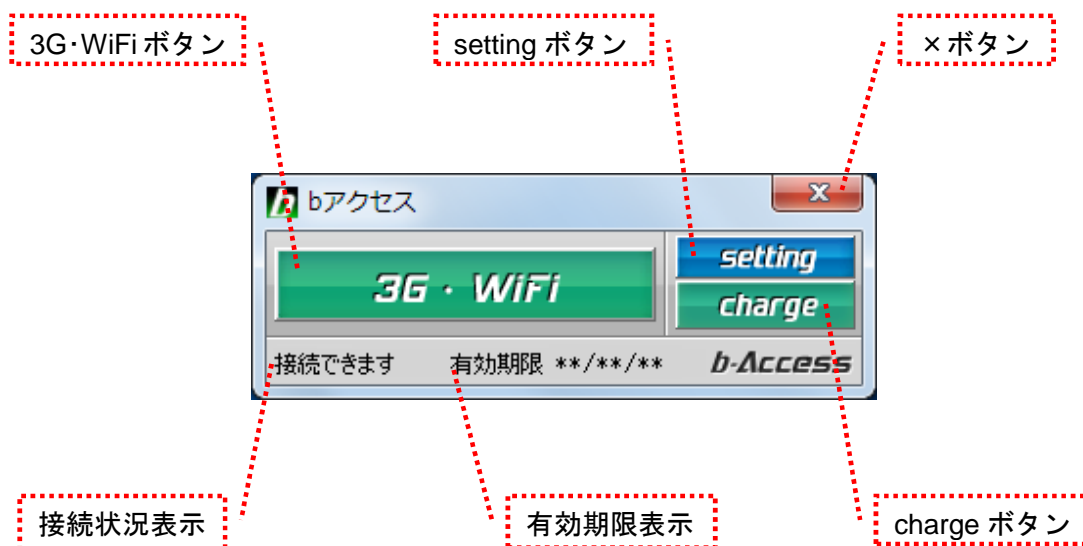 3G･WiFi ボタン
setting ボタン
×ボタン
b bアクセス
x
3G · WiFi
setting
charge
接続できます 有効期限 **/**/** b-Access
接続状況表示
有効期限表示
charge ボタン